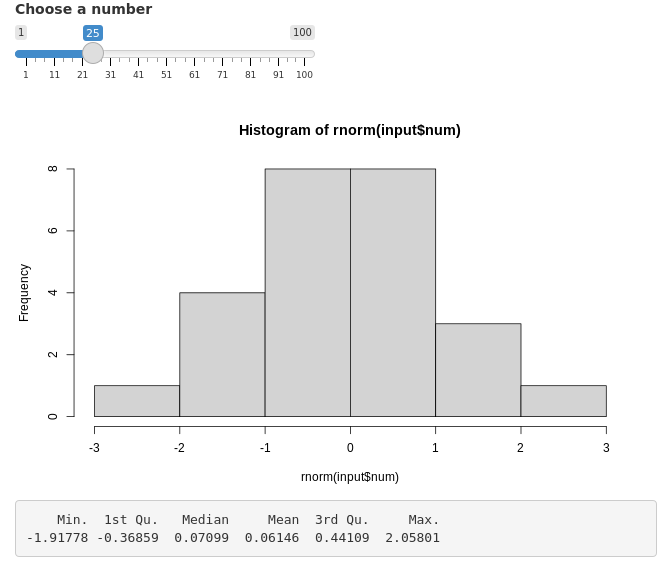 Choose a number
1 25 100
1 11 21 31 41 51 61 71 81 91 100
Histogram of rnorm(input$num)
Frequency
8
6
4
2
0
-3 -2 -1 0 1 2 3
rnorm(input$num)
Min. 1st Qu. Median Mean 3rd Qu. Max.
-1.91778 -0.36859 0.07099 0.06146 0.44109 2.05801